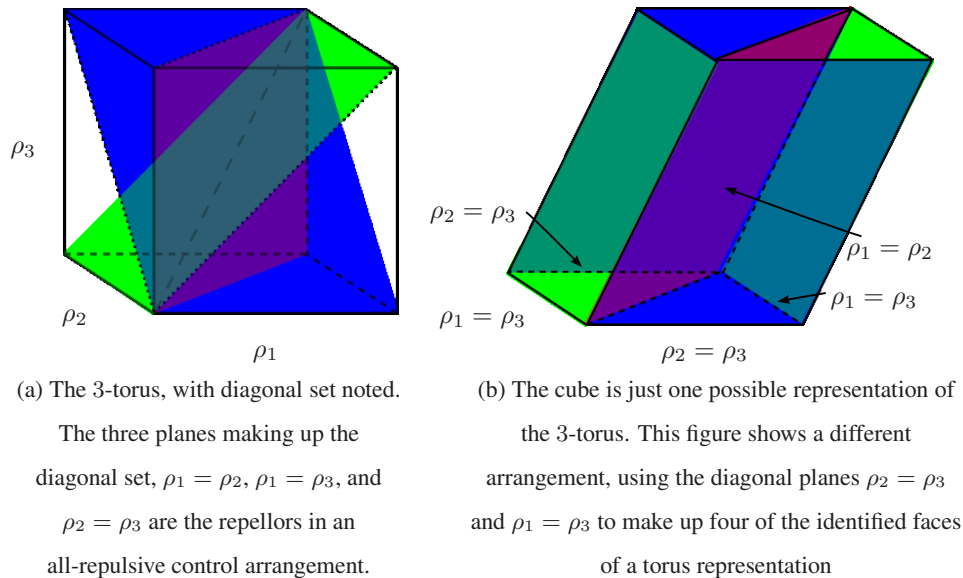 ρ3
ρ2
ρ1
ρ2 = ρ3
ρ1 = ρ2
ρ1 = ρ3
ρ1 = ρ3
ρ2 = ρ3
(a) The 3-torus, with diagonal set noted.
The three planes making up the
diagonal set, ρ1 = ρ2, ρ1 = ρ3, and
ρ2 = ρ3 are the repellors in an
all-repulsive control arrangement.
(b) The cube is just one possible representation of
the 3-torus. This figure shows a different
arrangement, using the diagonal planes ρ2 = ρ3
and ρ1 = ρ3 to make up four of the identified faces
of a torus representation